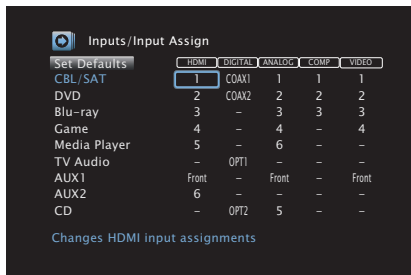 Inputs/Input Assign
Set Defaults HDMI DIGITAL ANALOG COMP VIDEO
CBL/SAT 1 COAX1 1 1 1
DVD 2 COAX2 2 2 2
Blu-ray 3 – 3 3 3
Game 4 – 4 – 4
Media Player 5 – 6 – –
TV Audio – OPT1 – – –
AUX1 Front – Front – Front
AUX2 6 – – – –
CD – OPT2 5 – –
Changes HDMI input assignments